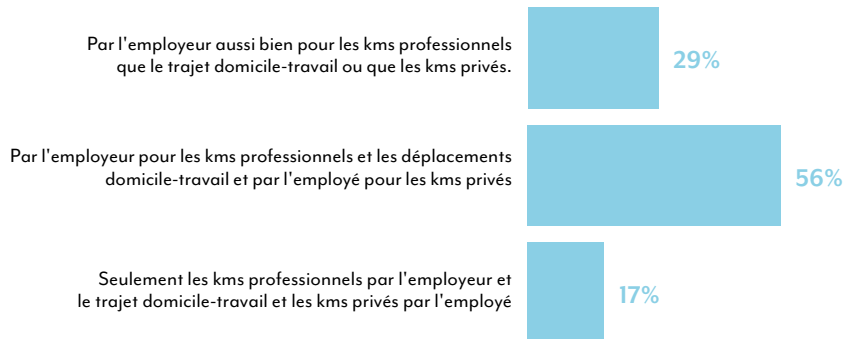 Par l'employeur aussi bien pour les kms professionnels
que le trajet domicile-travail ou que les kms privés.
29%
Par l'employeur pour les kms professionnels et les déplacements
domicile-travail et par l'employé pour les kms privés
56%
Seulement les kms professionnels par l'employeur et
le trajet domicile-travail et les kms privés par l'employé
17%